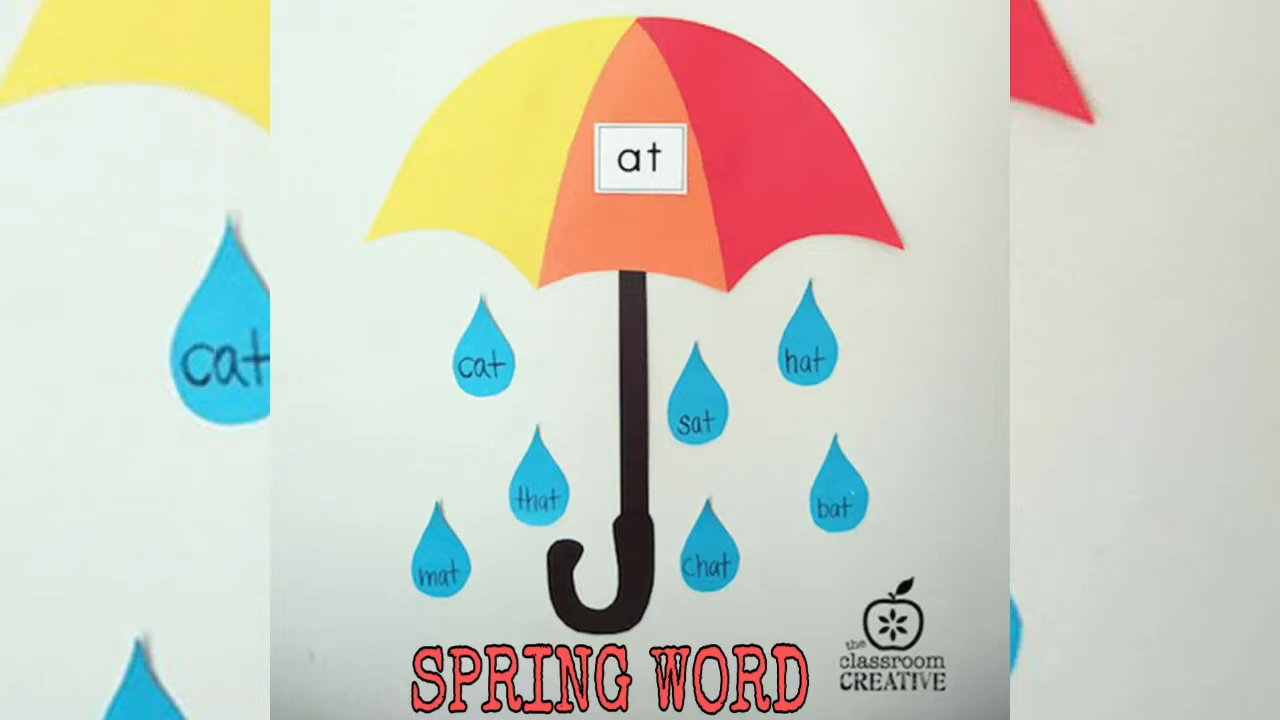 at
cat
cat
hat
sat
that
bat
mat
chat
SPRING WORD
the
classroom
CREATIVE